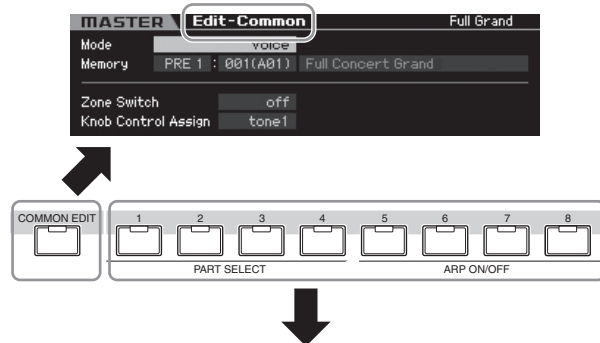 MASTER Edit-Common Full Grand
Mode Voice
Memory PRE 1 : 001(A01) Full Concert Grand
Zone Switch off
Knob Control Assign tone1
COMMON EDIT 1 2 3 4 5 6 7 8
PART SELECT ARP ON/OFF